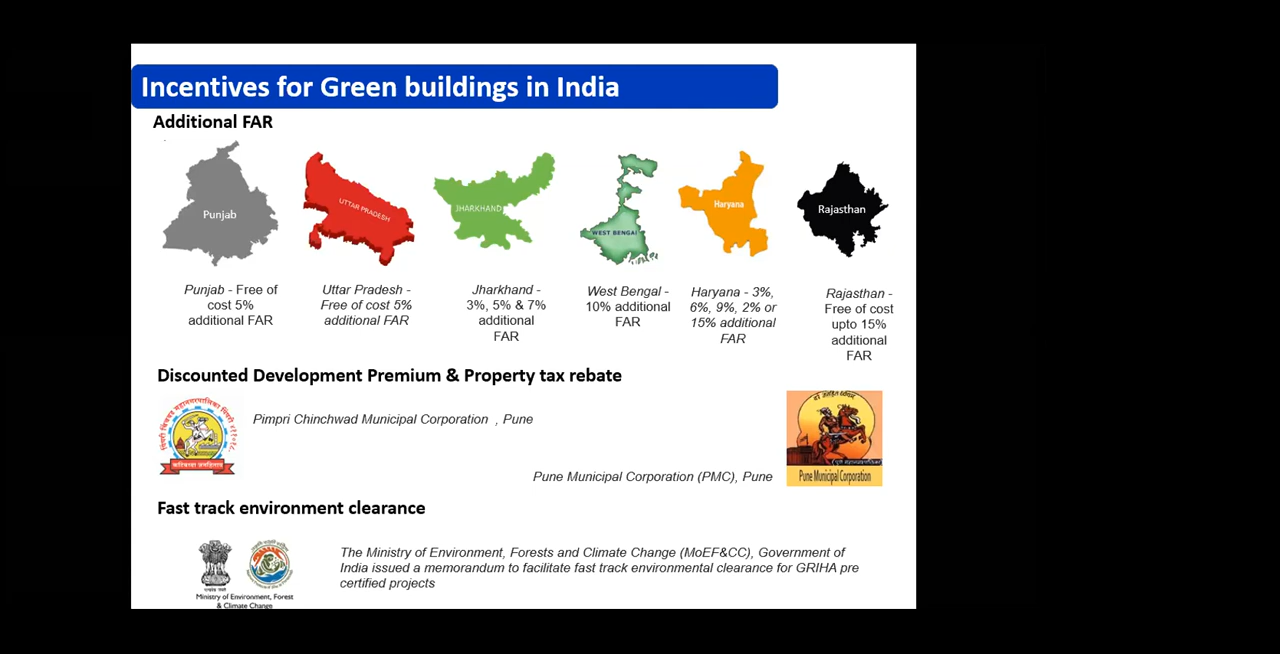 Incentives for Green buildings in India
Additional FAR
Punjab
UTTAR PRADESH
JHARKHAND
WEST BENGAL
Haryana
Rajasthan
Punjab - Free of
cost 5%
additional FAR
Uttar Pradesh -
Free of cost 5%
additional FAR
Jharkhand -
3%, 5% & 7%
additional
FAR
West Bengal -
10% additional
FAR
Haryana - 3%,
6%, 9%, 2% or
15% additional
FAR
Rajasthan -
Free of cost
upto 15%
additional
FAR
Discounted Development Premium & Property tax rebate
Pimpri Chinchwad Municipal Corporation , Pune
Pune Municipal Corporation (PMC), Pune
Pune Municipal Corporation
Fast track environment clearance
The Ministry of Environment, Forests and Climate Change (MoEF&CC), Government of
India issued a memorandum to facilitate fast track environmental clearance for GRIHA pre
certified projects
Ministry of Environment, Forest
& Climate Change